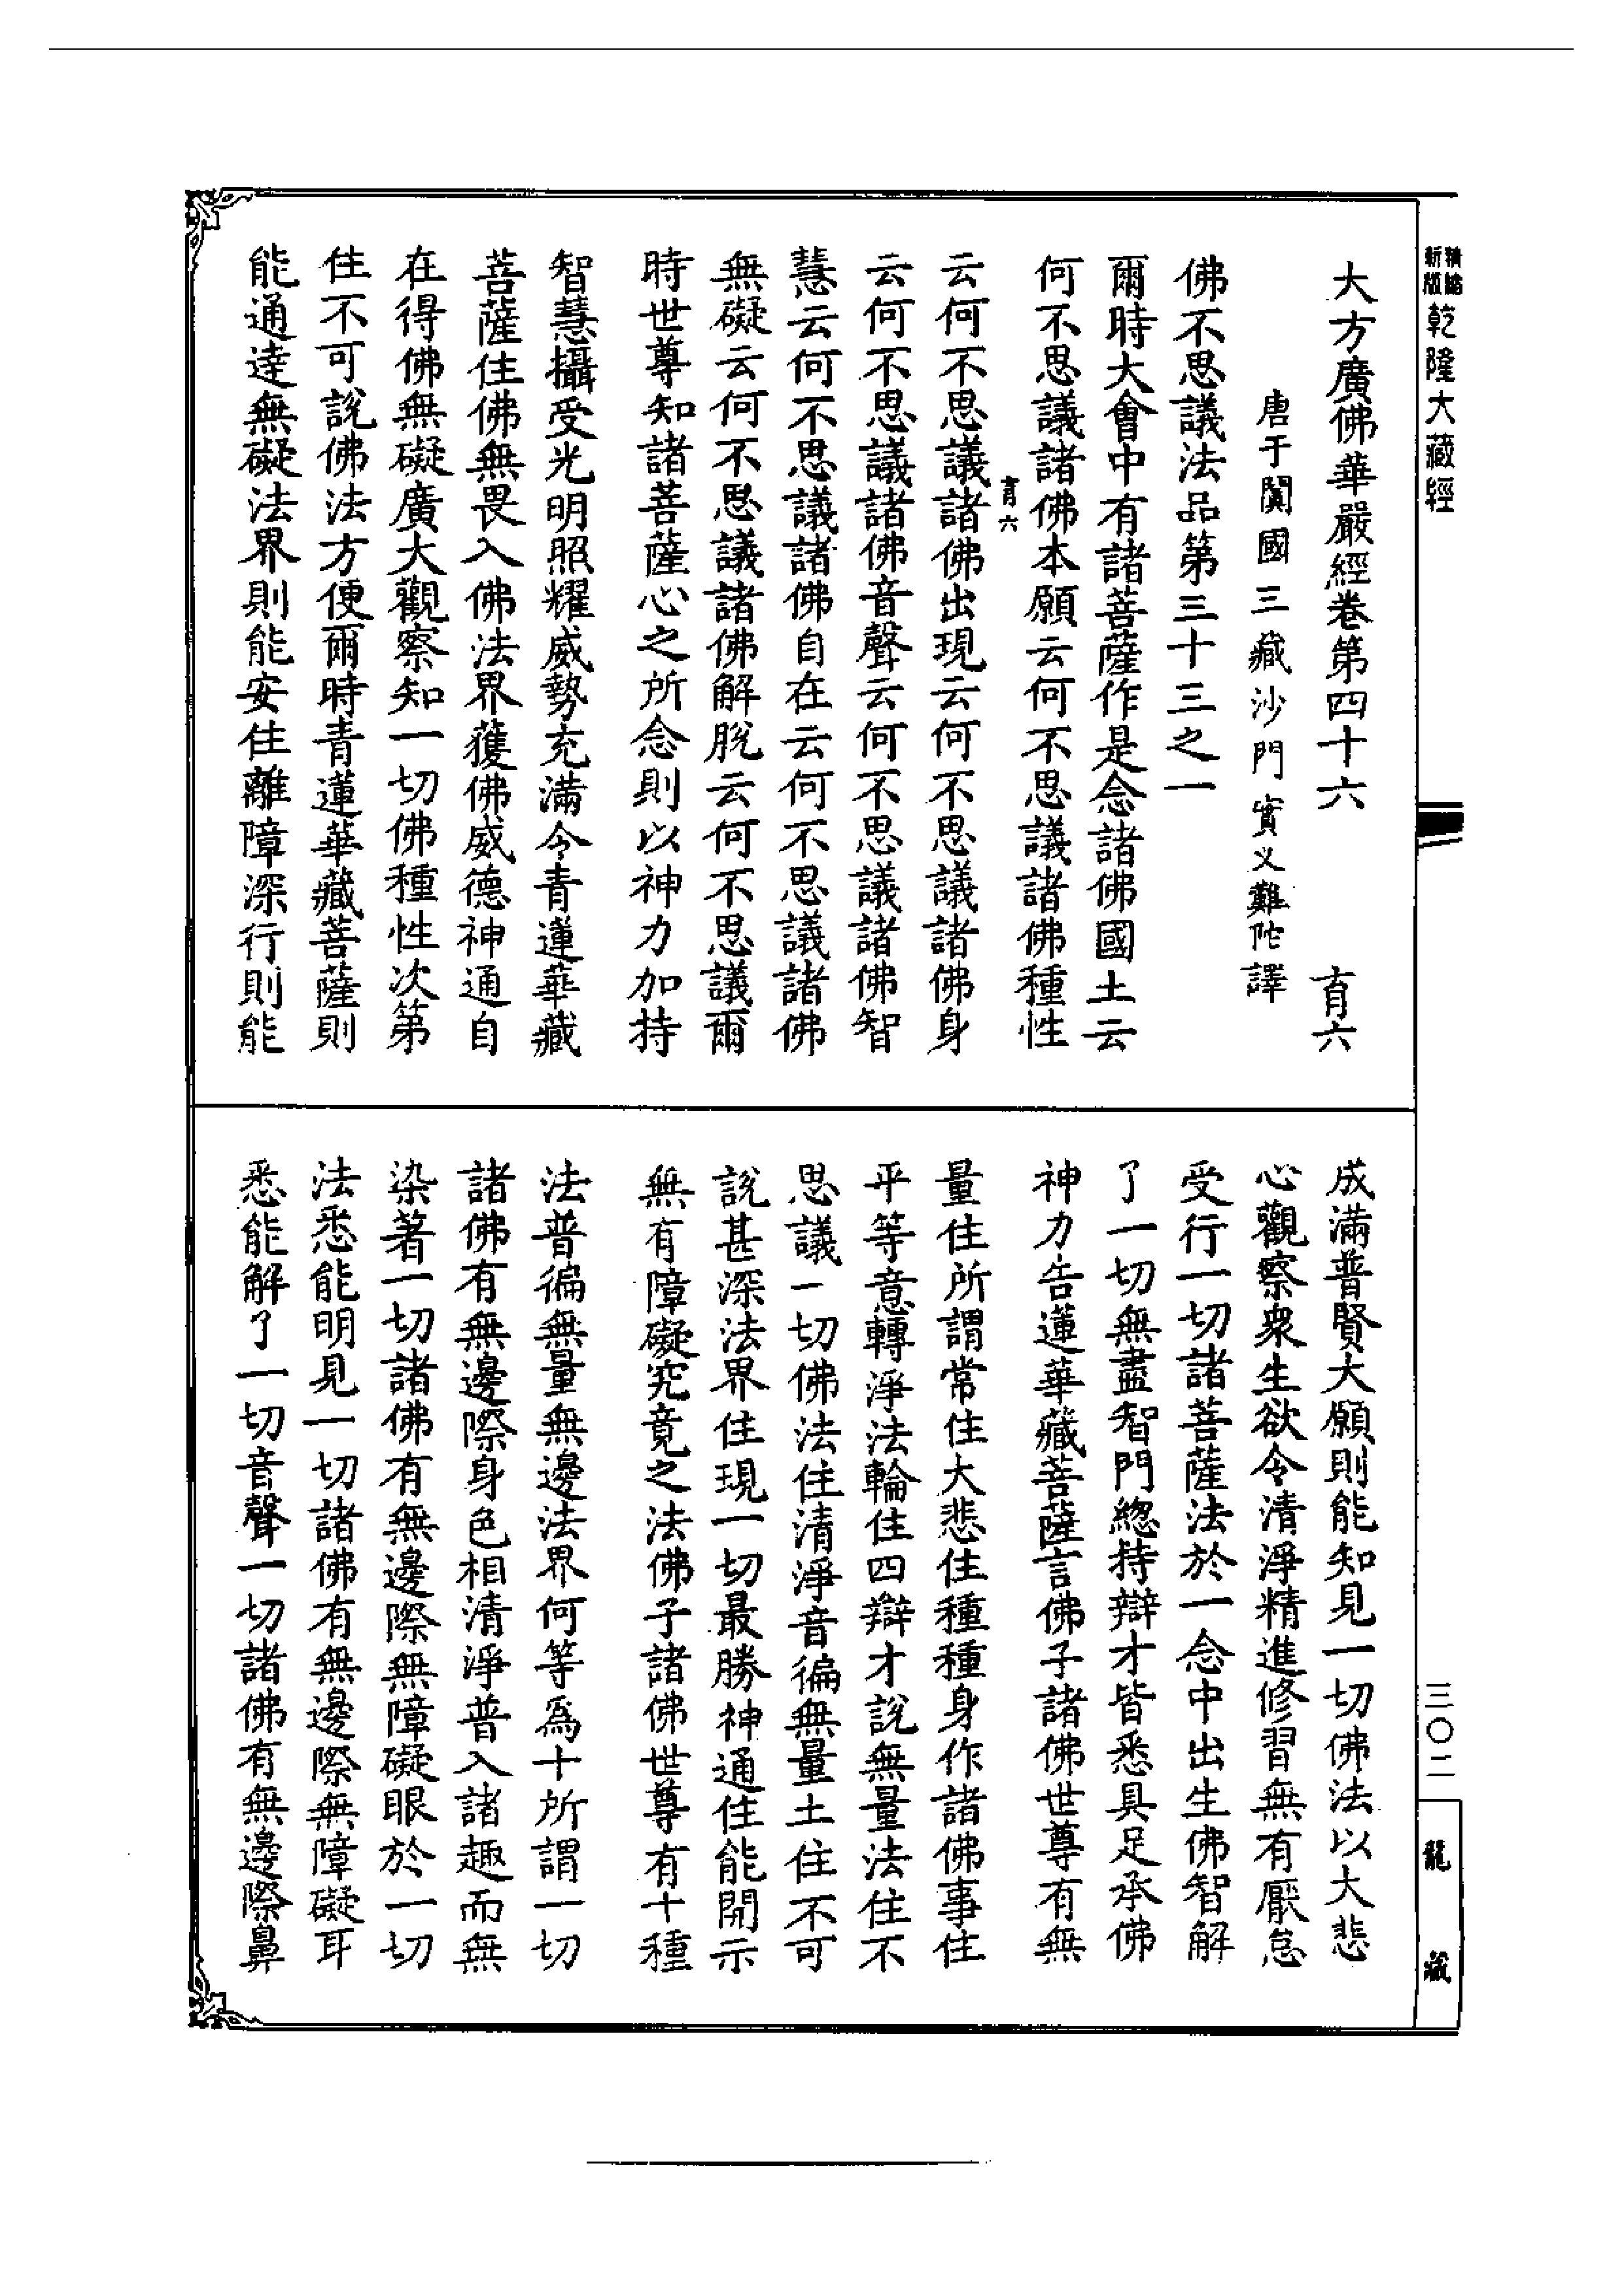 精縮
新版
乾隆大藏經
大方廣佛華嚴經卷第四十六 育六
唐于闐國三藏沙門實叉難陀譯
佛不思議法品第三十三之一
爾時大會中有諸菩薩作是念諸佛國土云
何不思議諸佛本願云何不思議諸佛種性
育六
云何不思議諸佛出現云何不思議諸佛身
云何不思議諸佛音聲云何不思議諸佛智
慧云何不思議諸佛自在云何不思議諸佛
無礙云何不思議諸佛解脫云何不思議爾
時世尊知諸菩薩心之所念則以神力加持
智慧攝受光明照耀威勢充滿令青蓮華藏
菩薩住佛無畏入佛法界獲佛威德神通自
在得佛無礙廣大觀察知一切佛種性次第
住不可說佛法方便爾時青蓮華藏菩薩則
能通達無礙法界則能安住離障深行則能
成滿普賢大願則能知見一切佛法以大悲
心觀察眾生欲令清淨精進修習無有厭怠
受行一切諸菩薩法於一念中出生佛智解
了一切無盡智門總持辯才皆悉具足承佛
神力告蓮華藏菩薩言佛子諸佛世尊有無
量住所謂常住大悲住種種身作諸佛事住
平等意轉淨法輪住四辯才說無量法住不
思議一切佛法住清淨音徧無量土住不可
說甚深法界住現一切最勝神通住能開示
無有障礙究竟之法佛子諸佛世尊有十種
法普徧無量無邊法界何等為十所謂一切
諸佛有無邊際身色相清淨普入諸趣而無
染著一切諸佛有無邊際無障礙眼於一切
法悉能明見一切諸佛有無邊際無障礙耳
悉能解了一切音聲一切諸佛有無邊際鼻
三〇二
龍藏